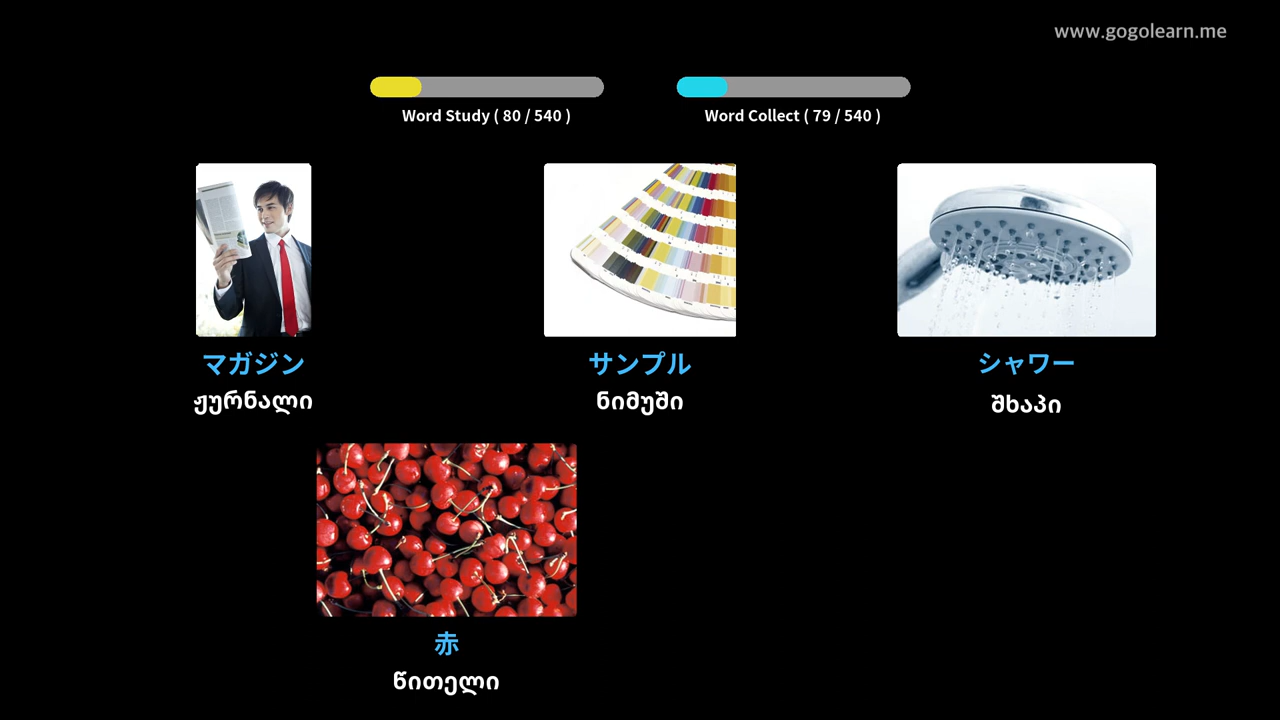 www.gogolearn.me
Word Study ( 80 / 540 )
Word Collect ( 79 / 540 )
マガジン
ჟურნალი
サンプル
ნიმუში
シャワー
შხაპი
赤
წითელი